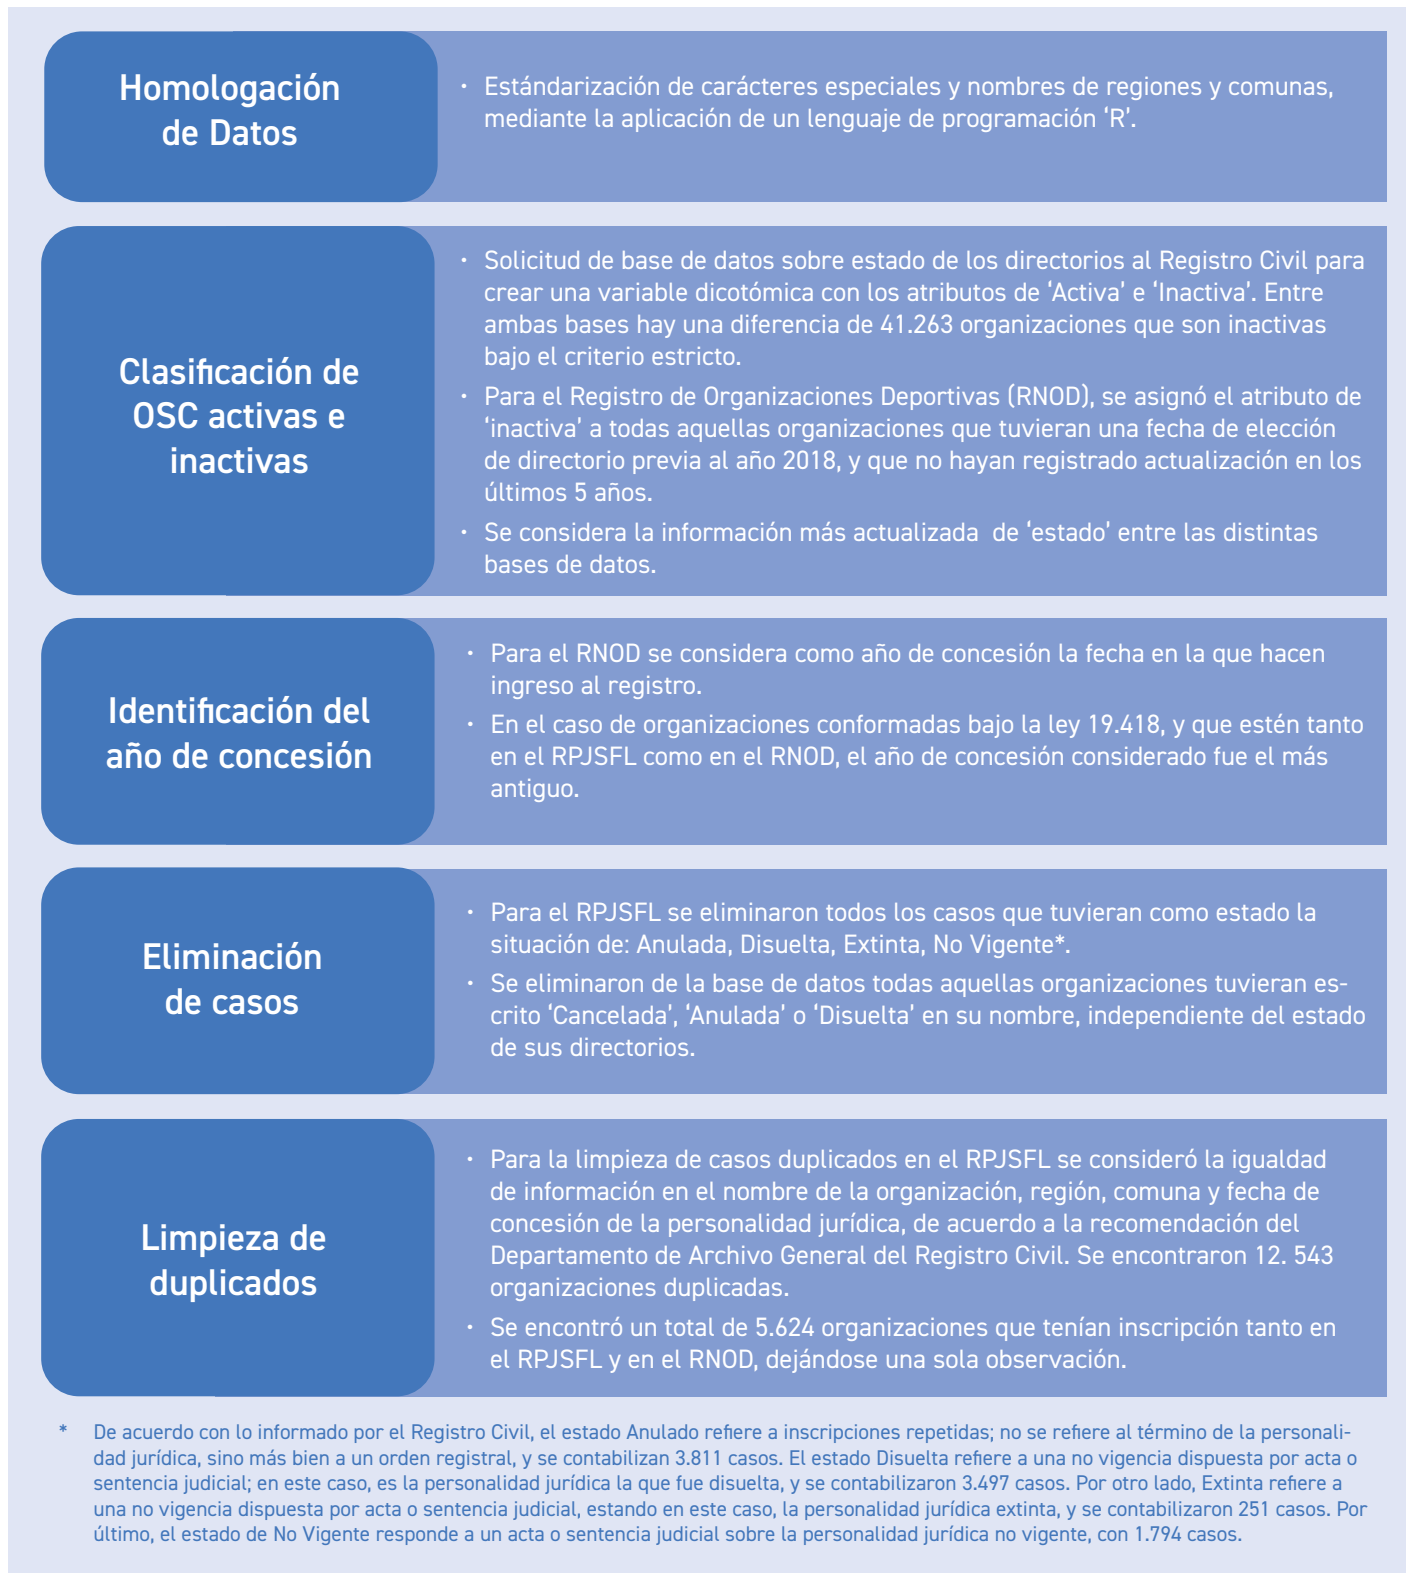 Homologación
de Datos
· Estándarización de carácteres especiales y nombres de regiones y comunas,
mediante la aplicación de un lenguaje de programación ‘R’.
Clasificación de
OSC activas e
inactivas
· Solicitud de base de datos sobre estado de los directorios al Registro Civil para
crear una variable dicotómica con los atributos de ‘Activa’ e ‘Inactiva’. Entre
ambas bases hay una diferencia de 41.263 organizaciones que son inactivas
bajo el criterio estricto.
· Para el Registro de Organizaciones Deportivas (RNOD), se asignó el atributo de
‘inactiva’ a todas aquellas organizaciones que tuvieran una fecha de elección
de directorio previa al año 2018, y que no hayan registrado actualización en los
últimos 5 años.
· Se considera la información más actualizada  de ‘estado’ entre las distintas
bases de datos.
Identificación del
año de concesión
· Para el RNOD se considera como año de concesión la fecha en la que hacen
ingreso al registro.
· En el caso de organizaciones conformadas bajo la ley 19.418, y que estén tanto
en el RPJSFL como en el RNOD, el año de concesión considerado fue el más
antiguo.
Eliminación
de casos
· Para el RPJSFL se eliminaron todos los casos que tuvieran como estado la
situación de: Anulada, Disuelta, Extinta, No Vigente*.
· Se eliminaron de la base de datos todas aquellas organizaciones tuvieran es-
crito ‘Cancelada’, ‘Anulada’ o ‘Disuelta’ en su nombre, independiente del estado
de sus directorios.
Limpieza de
duplicados
· Para la limpieza de casos duplicados en el RPJSFL se consideró la igualdad
de información en el nombre de la organización, región, comuna y fecha de
concesión de la personalidad jurídica, de acuerdo a la recomendación del
Departamento de Archivo General del Registro Civil. Se encontraron 12. 543
organizaciones duplicadas.
· Se encontró un total de 5.624 organizaciones que tenían inscripción tanto en
el RPJSFL y en el RNOD, dejándose una sola observación.
* De acuerdo con lo informado por el Registro Civil, el estado Anulado refiere a inscripciones repetidas; no se refiere al término de la personali-
dad jurídica, sino más bien a un orden registral, y se contabilizan 3.811 casos. El estado Disuelta refiere a una no vigencia dispuesta por acta o
sentencia judicial; en este caso, es la personalidad jurídica la que fue disuelta, y se contabilizaron 3.497 casos. Por otro lado, Extinta refiere a
una no vigencia dispuesta por acta o sentencia judicial, estando en este caso, la personalidad jurídica extinta, y se contabilizaron 251 casos. Por
último, el estado de No Vigente responde a un acta o sentencia judicial sobre la personalidad jurídica no vigente, con 1.794 casos.